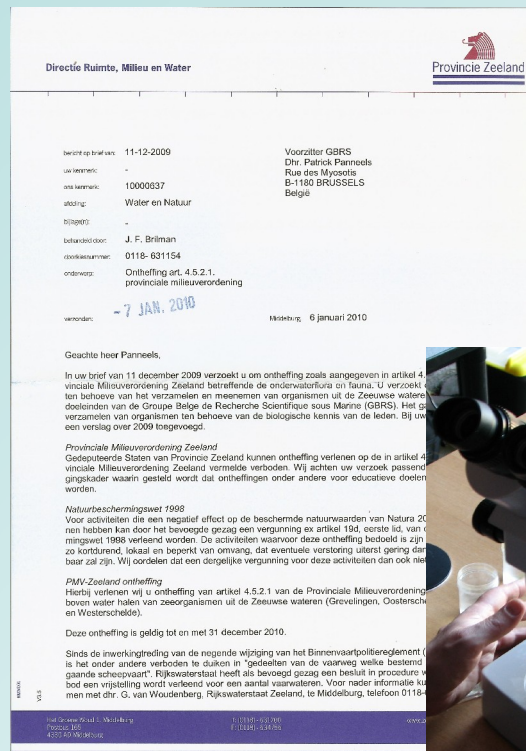 Directie Ruimte, Milieu en Water
Provincie Zeeland
bericht op brief van: 11-12-2009
uw kenmerk: -
ons kenmerk: 10000637
afdeling: Water en Natuur
bijlage(n): -
behandeld door: J. F. Brilman
doorkiesnummer: 0118- 631154
onderwerp: Ontheffing art. 4.5.2.1.
provinciale milieuverordening
verzonden: - 7 JAN. 2010
Voorzitter GBRS
Dhr. Patrick Panneels
Rue des Myosotis
B-1180 BRUSSELS
België
Middelburg, 6 januari 2010
Geachte heer Panneels,
In uw brief van 11 december 2009 verzoekt u om ontheffing zoals aangegeven in artikel 4.
vinciale Milieuverordening Zeeland betreffende de onderwaterflora en fauna. U verzoekt
ten behoeve van het verzamelen en meenemen van organismen uit de Zeeuwse watere
doeleinden van de Groupe Belge de Recherche Scientifique sous Marine (GBRS). Het ga
verzamelen van organismen ten behoeve van de biologische kennis van de leden. Bij uw
een verslag over 2009 toegevoegd.
Provinciale Milieuverordening Zeeland
Gedeputeerde Staten van Provincie Zeeland kunnen ontheffing verlenen op de in artikel 4
vinciale Milieuverordening Zeeland vermelde verboden. Wij achten uw verzoek passend
gingskader waarin gesteld wordt dat ontheffingen onder andere voor educatieve doelen
worden.
Natuurbeschermingswet 1998
Voor activiteiten die een negatief effect op de beschermde natuurwaarden van Natura 20
nen hebben kan door het bevoegde gezag een vergunning ex artikel 19d, eerste lid, van
mingswet 1998 verleend worden. De activiteiten waarvoor deze ontheffing bedoeld is zijn
zo kortdurend, lokaal en beperkt van omvang, dat eventuele verstoring uiterst gering dan
baar zal zijn. Wij oordelen dat een dergelijke vergunning voor deze activiteiten dan ook nie
PMV-Zeeland ontheffing
Hierbij verlenen wij u ontheffing van artikel 4.5.2.1 van de Provinciale Milieuverordening
boven water halen van zeeorganismen uit de Zeeuwse wateren (Grevelingen, Oostersche
en Westerschelde).
Deze ontheffing is geldig tot en met 31 december 2010.
Sinds de inwerkingtreding van de negende wijziging van het Binnenvaartpolitiereglement (
is het onder andere verboden te duiken in "gedeelten van de vaarweg welke bestemd
gaande scheepvaart". Rijkswaterstaat heeft als bevoegd gezag een besluit in procedure w
bod een vrijstelling wordt verleend voor een aantal vaarwateren. Voor nader informatie ku
men met dhr. G. van Woudenberg, Rijkswaterstaat Zeeland, te Middelburg, telefoon 0118-
Het Groene Woud 1, Middelburg
Postbus 165
4330 AD Middelburg